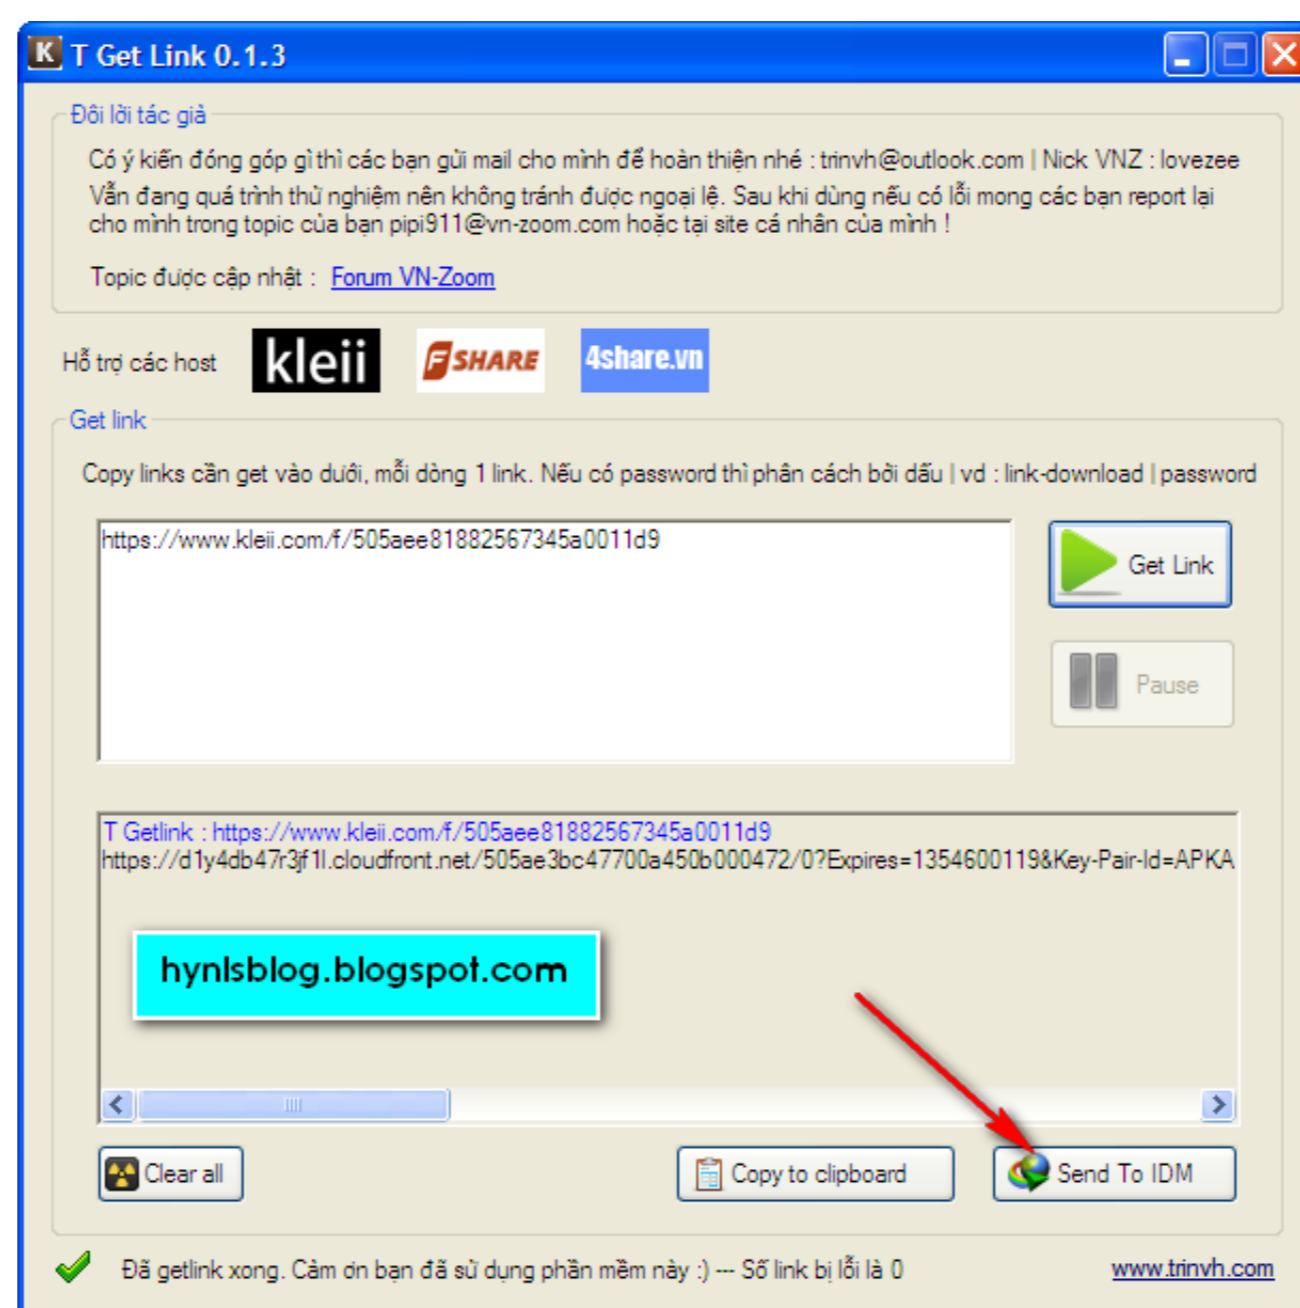 T Get Link 0.1.3
Đôi lời tác giả
Có ý kiến đóng góp gì thì các bạn gửi mail cho mình để hoàn thiện nhé : trinvh@outlook.com | Nick VNZ : lovezee
Vẫn đang quá trình thử nghiệm nên không tránh được ngoại lệ. Sau khi dùng nếu có lỗi mong các bạn report lại
cho mình trong topic của bạn pipi911@vn-zoom.com hoặc tại site cá nhân của mình !
Topic được cập nhật : Forum VN-Zoom
Hỗ trợ các host kleii FSHARE 4share.vn
Get link
Copy links cần get vào dưới, mỗi dòng 1 link. Nếu có password thì phân cách bởi dấu | vd : link-download | password
https://www.kleii.com/f/505aee81882567345a0011d9
Get Link
Pause
T Getlink : https://www.kleii.com/f/505aee81882567345a0011d9
https://d1y4db47r3jf1l.cloudfront.net/505ae3bc47700a450b000472/0?Expires=1354600119&Key-Pair-Id=APKA
hynlsblog.blogspot.com
Clear all Copy to clipboard Send To IDM
Đã getlink xong. Cảm ơn bạn đã sử dụng phần mềm này :) --- Số link bị lỗi là 0 www.trinvh.com